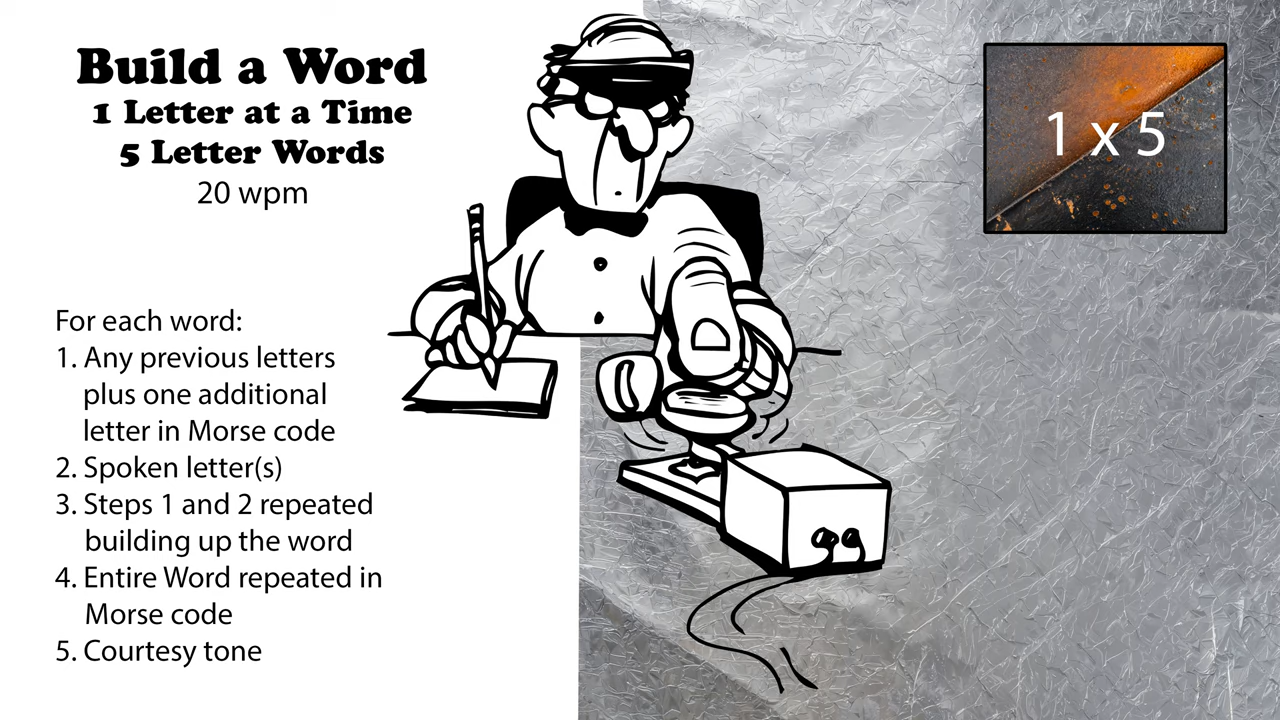 Build a Word
1 Letter at a Time
5 Letter Words
20 wpm
1 x 5
For each word:
1. Any previous letters
plus one additional
letter in Morse code
2. Spoken letter(s)
3. Steps 1 and 2 repeated
building up the word
4. Entire Word repeated in
Morse code
5. Courtesy tone